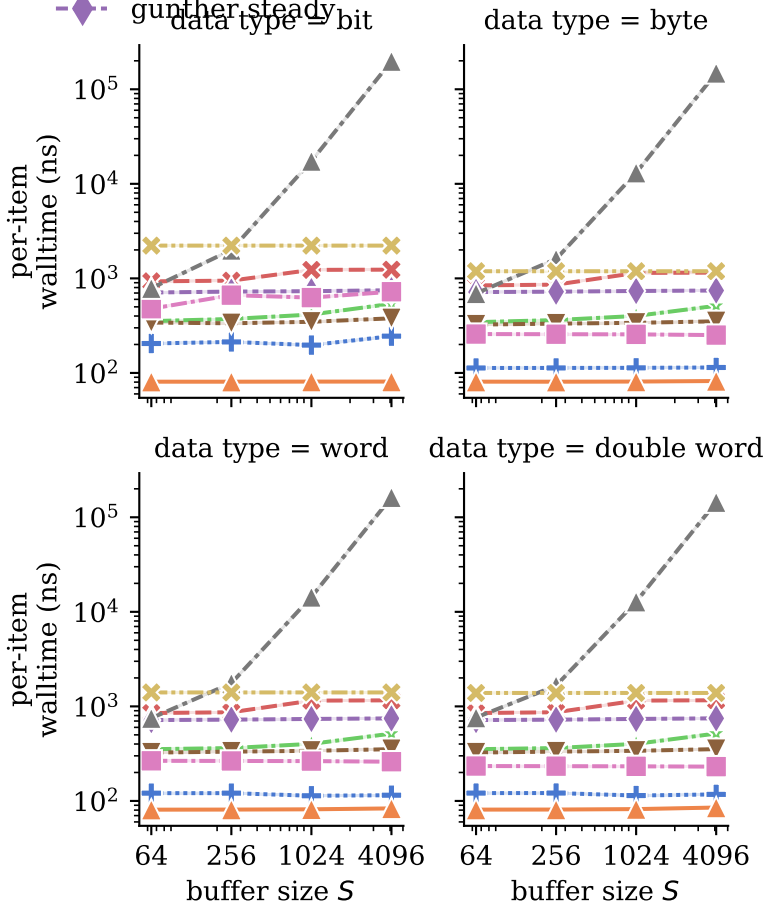 gunther steady
data type = bit
data type = byte
per-item
walltime (ns)
10⁵
10⁴
10³
10²
data type = word
data type = double word
per-item
walltime (ns)
10⁵
10⁴
10³
10²
64 256 1024 4096
64 256 1024 4096
buffer size S
buffer size S